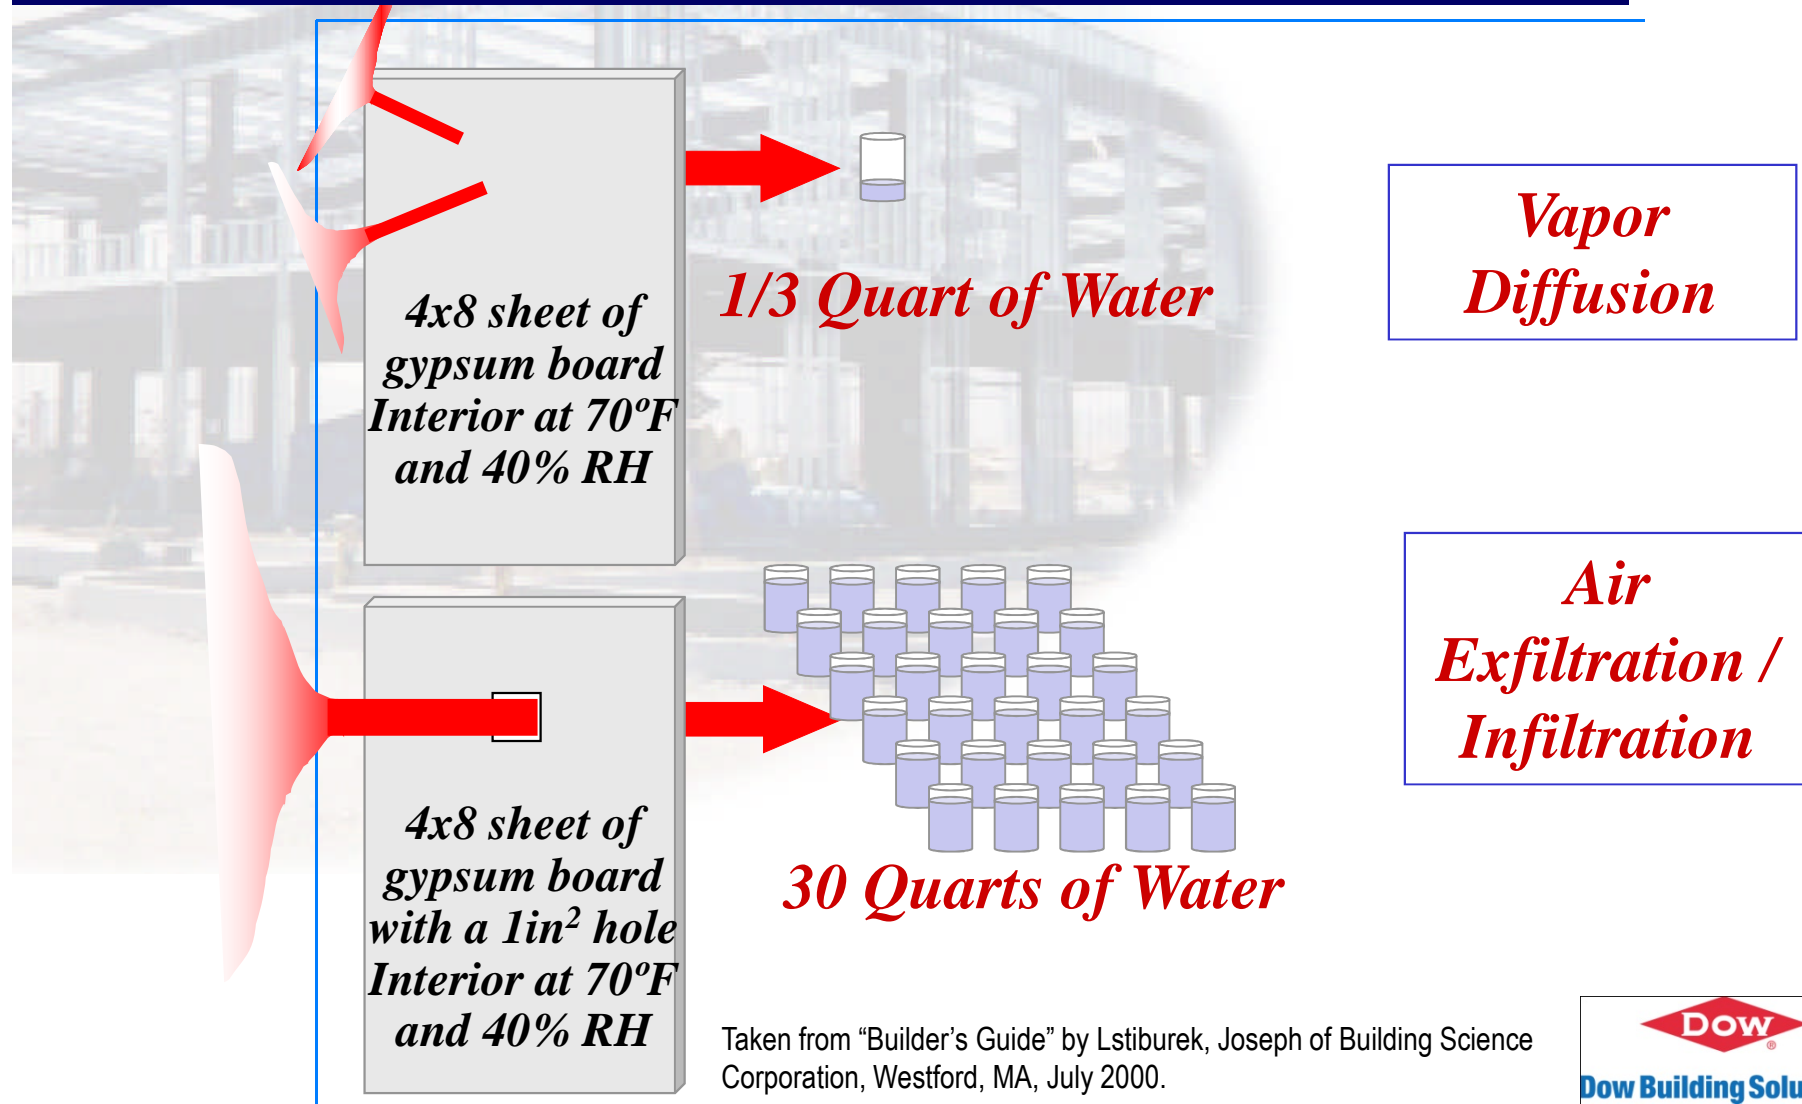 4x8 sheet of
gypsum board
Interior at 70ºF
and 40% RH
1/3 Quart of Water
Vapor
Diffusion
4x8 sheet of
gypsum board
with a 1in² hole
Interior at 70ºF
and 40% RH
30 Quarts of Water
Air
Exfiltration /
Infiltration
Taken from “Builder’s Guide” by Lstiburek, Joseph of Building Science
Corporation, Westford, MA, July 2000.
Dow
®
Dow Building Solu